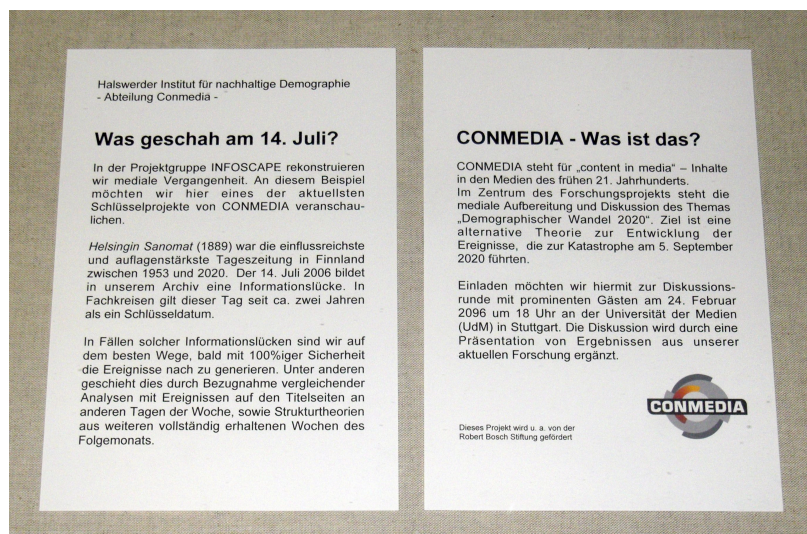 Halswerder Institut für nachhaltige Demographie
- Abteilung Conmedia -
Was geschah am 14. Juli?
In der Projektgruppe INFOSCAPE rekonstruieren
wir mediale Vergangenheit. An diesem Beispiel
möchten wir hier eines der aktuellsten
Schlüsselprojekte von CONMEDIA veranschau-
lichen.
Helsingin Sanomat (1889) war die einflussreichste
und auflagenstärkste Tageszeitung in Finnland
zwischen 1953 und 2020. Der 14. Juli 2006 bildet
in unserem Archiv eine Informationslücke. In
Fachkreisen gilt dieser Tag seit ca. zwei Jahren
als ein Schlüsseldatum.
In Fällen solcher Informationslücken sind wir auf
dem besten Wege, bald mit 100%iger Sicherheit
die Ereignisse nach zu generieren. Unter anderen
geschieht dies durch Bezugnahme vergleichender
Analysen mit Ereignissen auf den Titelseiten an
anderen Tagen der Woche, sowie Strukturtheorien
aus weiteren vollständig erhaltenen Wochen des
Folgemonats.
CONMEDIA - Was ist das?
CONMEDIA steht für „content in media“ – Inhalte
in den Medien des frühen 21. Jahrhunderts.
Im Zentrum des Forschungsprojekts steht die
mediale Aufbereitung und Diskussion des Themas
„Demographischer Wandel 2020“. Ziel ist eine
alternative Theorie zur Entwicklung der
Ereignisse, die zur Katastrophe am 5. September
2020 führten.
Einladen möchten wir hiermit zur Diskussions-
runde mit prominenten Gästen am 24. Februar
2096 um 18 Uhr an der Universität der Medien
(UdM) in Stuttgart. Die Diskussion wird durch eine
Präsentation von Ergebnissen aus unserer
aktuellen Forschung ergänzt.
CONMEDIA
Dieses Projekt wird u. a. von der
Robert Bosch Stiftung gefördert